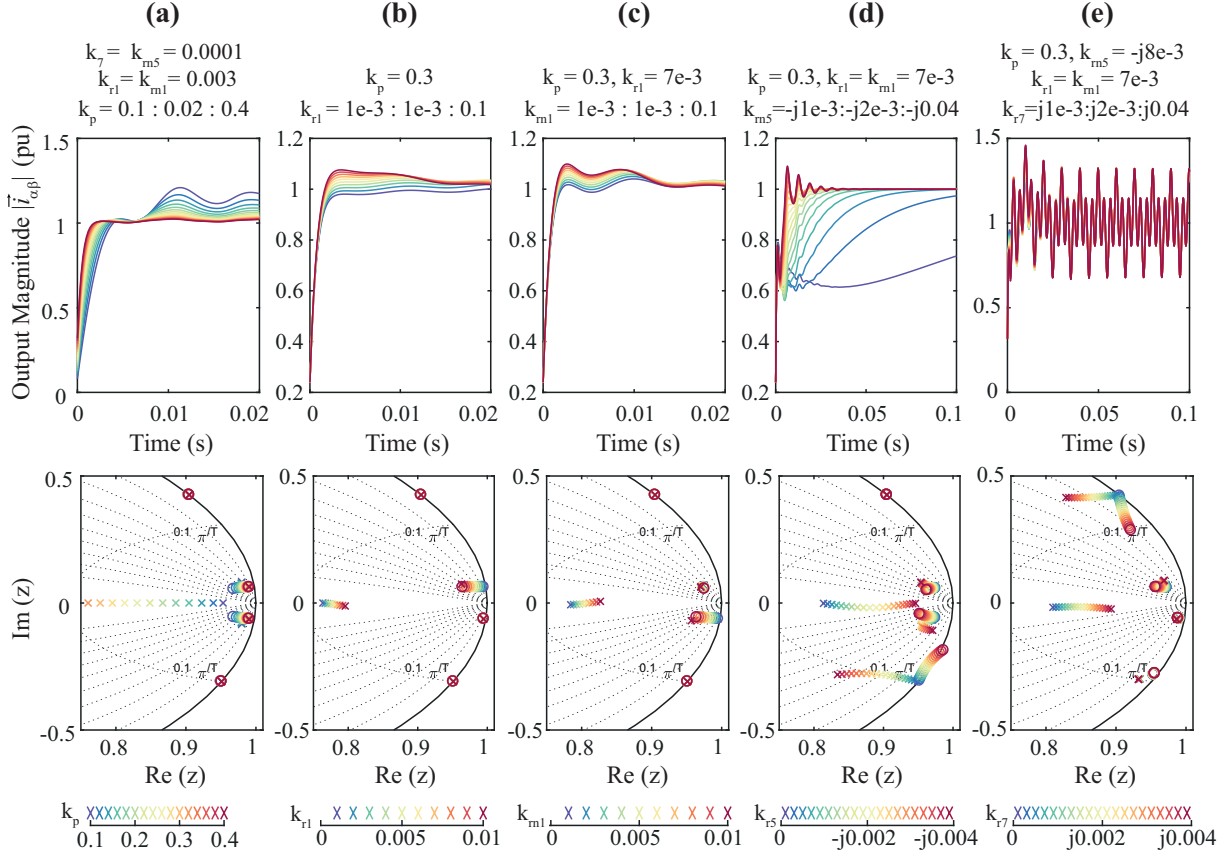 (a)
k7 = krn5 = 0.0001
kr1 = krn1 = 0.003
kp = 0.1 : 0.02 : 0.4
(b)
kp = 0.3
kr1 = 1e-3 : 1e-3 : 0.1
(c)
kp = 0.3, kr1 = 7e-3
krn1 = 1e-3 : 1e-3 : 0.1
(d)
kp = 0.3, kr1 = krn1 = 7e-3
krn5=-j1e-3:-j2e-3:-j0.04
(e)
kp = 0.3, krn5 = -j8e-3
kr1 = krn1 = 7e-3
kr7=j1e-3:j2e-3:j0.04
Output Magnitude |i⃗αβ| (pu)
1.5
1
0.5
0
0 0.01 0.02
Time (s)
1.2
1.0
0.8
0.6
0.4
0.2
0 0.01 0.02
Time (s)
1.2
1.0
0.8
0.6
0.4
0.2
0 0.01 0.02
Time (s)
1.2
1.0
0.8
0.6
0.4
0.2
0 0.05 0.1
Time (s)
1.5
1
0.5
0
0 0.05 0.1
Time (s)
Im (z)
0.5
0
-0.5
0.1 π/T
0.1 π/T
0.8 0.9 1
Re (z)
0.5
0
-0.5
0.1 π/T
0.1 π/T
0.8 0.9 1
Re (z)
0.5
0
-0.5
0.1 π/T
0.1 π/T
0.8 0.9 1
Re (z)
0.5
0
-0.5
0.1 π/T
0.1 π/T
0.8 0.9 1
Re (z)
0.5
0
-0.5
0.1 π/T
0.1 π/T
0.8 0.9 1
Re (z)
kp
0.1 0.2 0.3 0.4
kr1
0 0.005 0.01
krn1
0 0.005 0.01
kr5
0 -j0.002 -j0.004
kr7
0 j0.002 j0.004